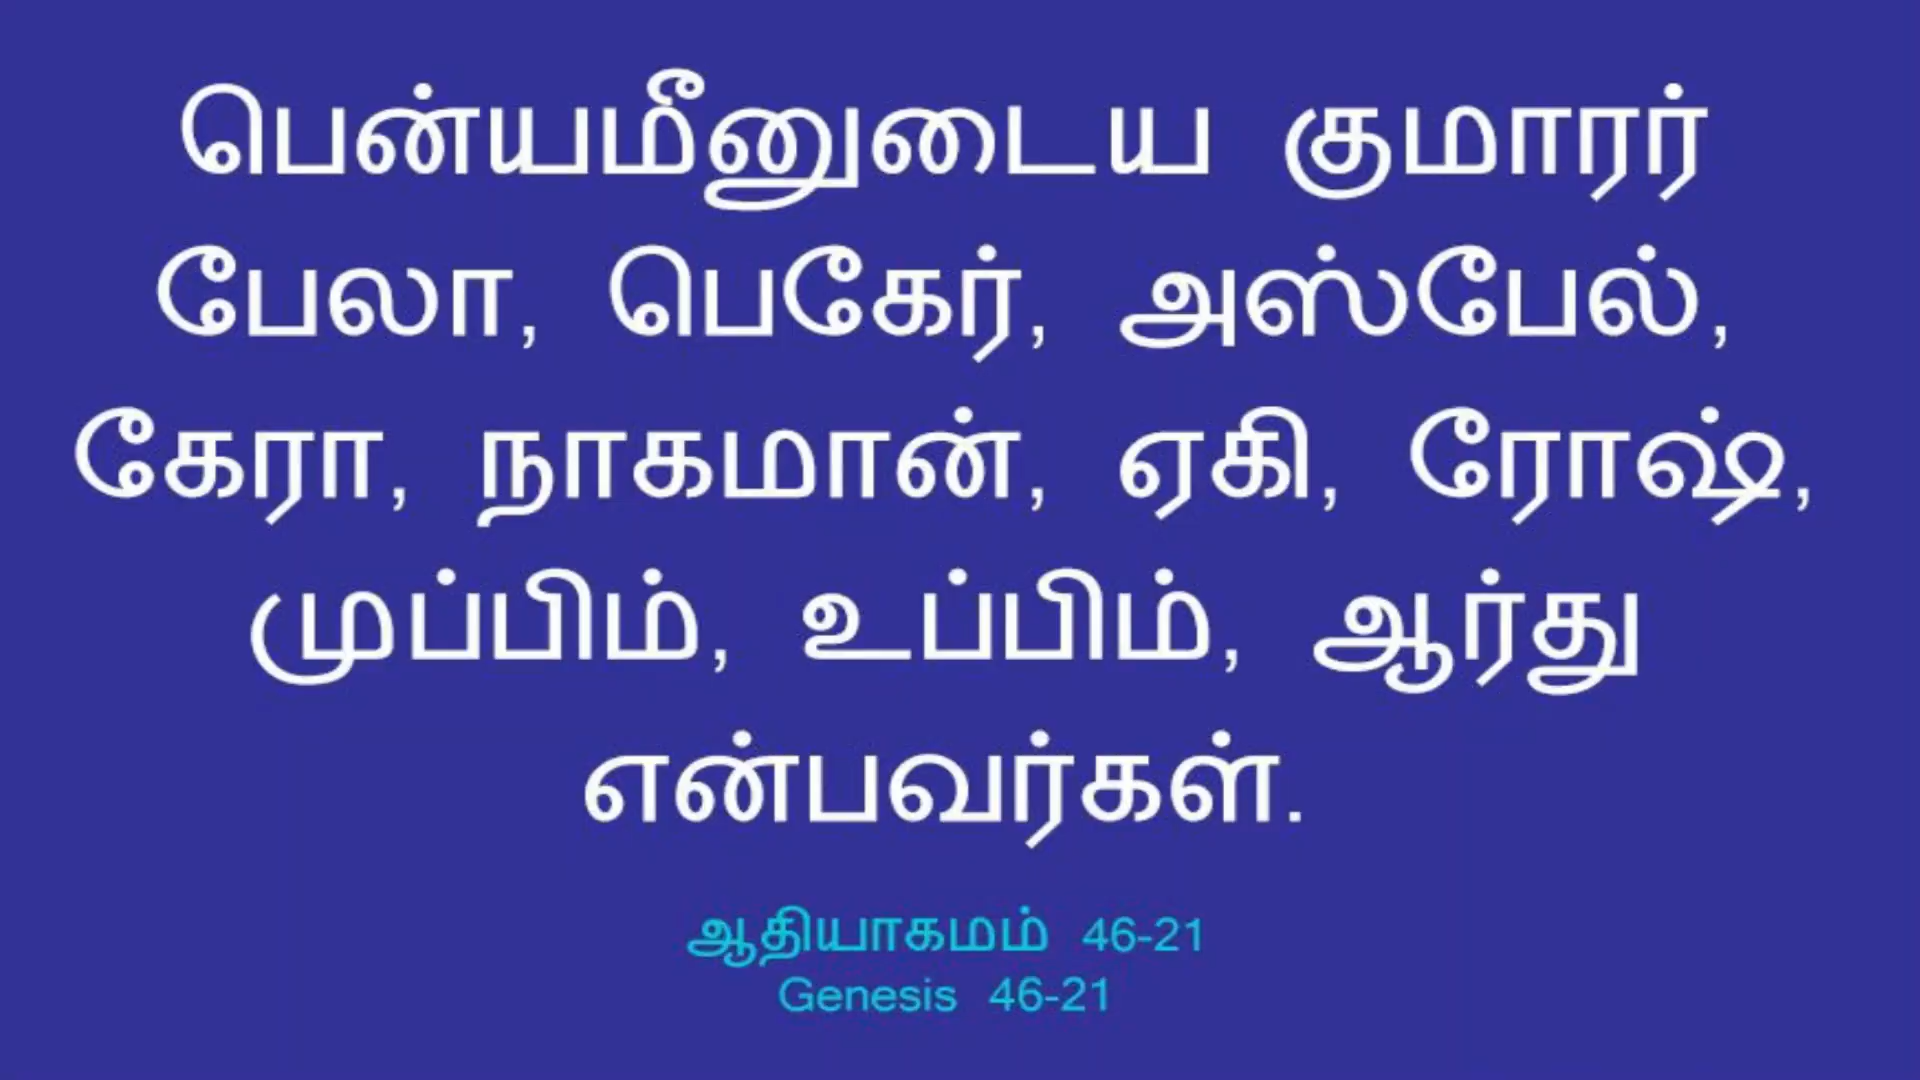 பென்யமீனுடைய குமாரர்
பேலா, பெகேர், அஸ்பேல்,
கேரா, நாகமான், ஏகி, ரோஷ்,
முப்பிம், உப்பிம், ஆர்து
என்பவர்கள்.
ஆதியாகமம் 46-21
Genesis 46-21